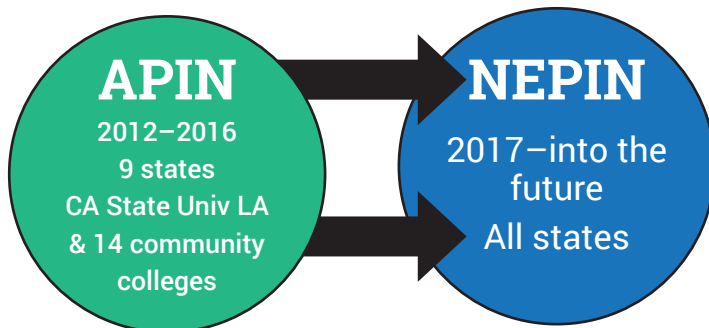 APIN
2012–2016
9 states
CA State Univ LA
& 14 community
colleges
NEPIN
2017–into the
future
All states